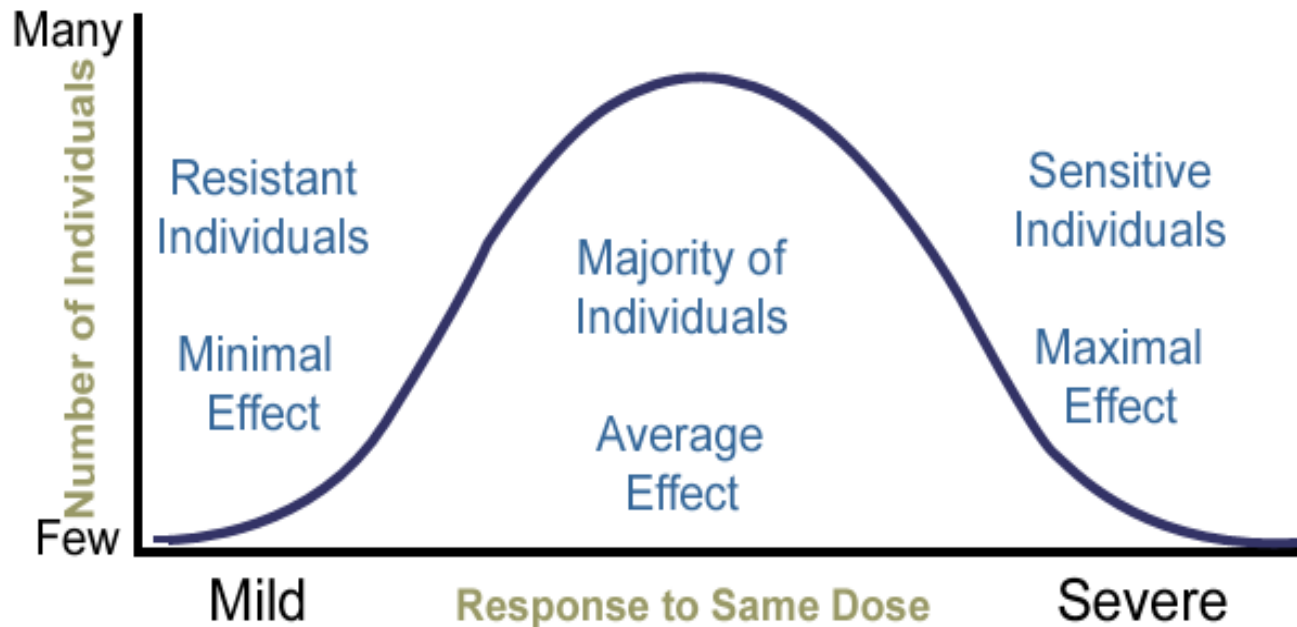 Many
Number of Individuals
Few
Resistant
Individuals
Minimal
Effect
Majority of
Individuals
Average
Effect
Sensitive
Individuals
Maximal
Effect
Mild
Response to Same Dose
Severe